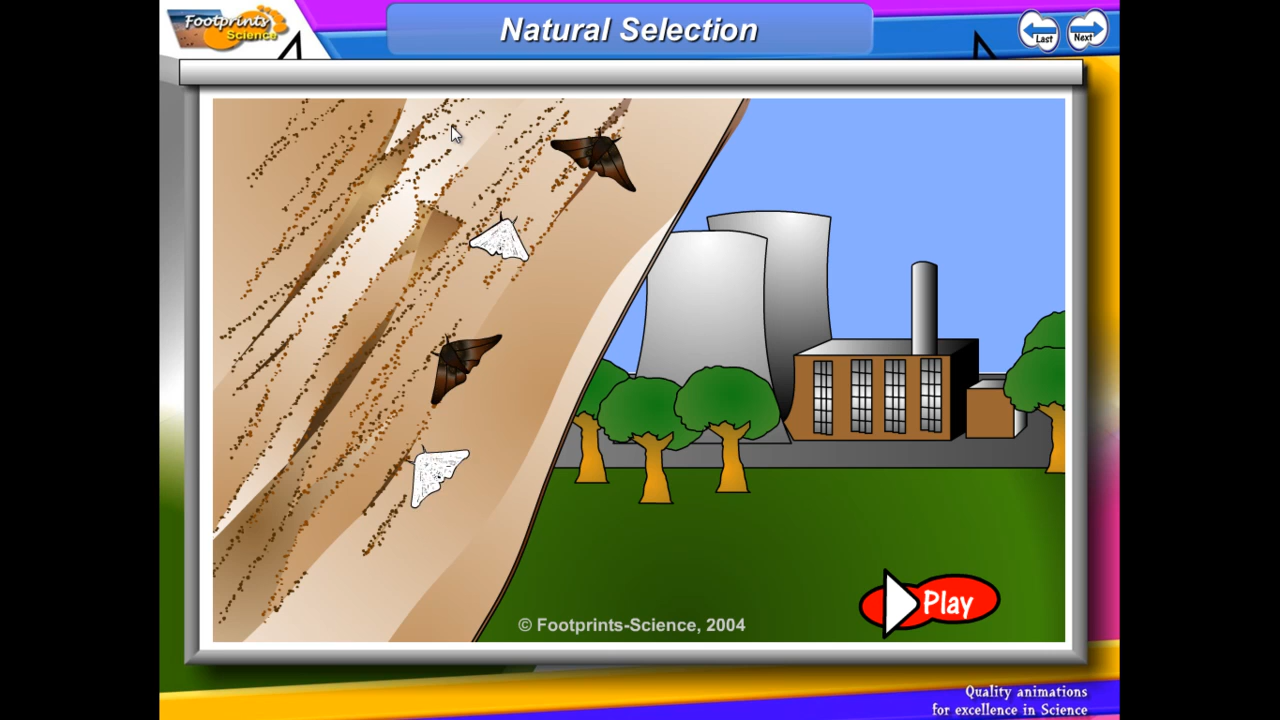 Footprints
Science
Natural Selection
Last
Next
Play
© Footprints-Science, 2004
Quality animations
for excellence in Science